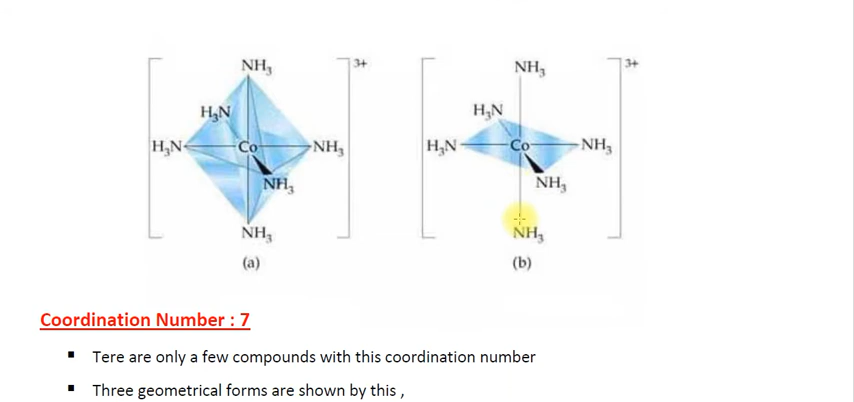 NH3 3+ NH3 3+
H3N H3N
H3N Co NH3 H3N Co NH3
NH3 NH3
NH3 NH3
(a) (b)
Coordination Number : 7
▪ Tere are only a few compounds with this coordination number
▪ Three geometrical forms are shown by this ,